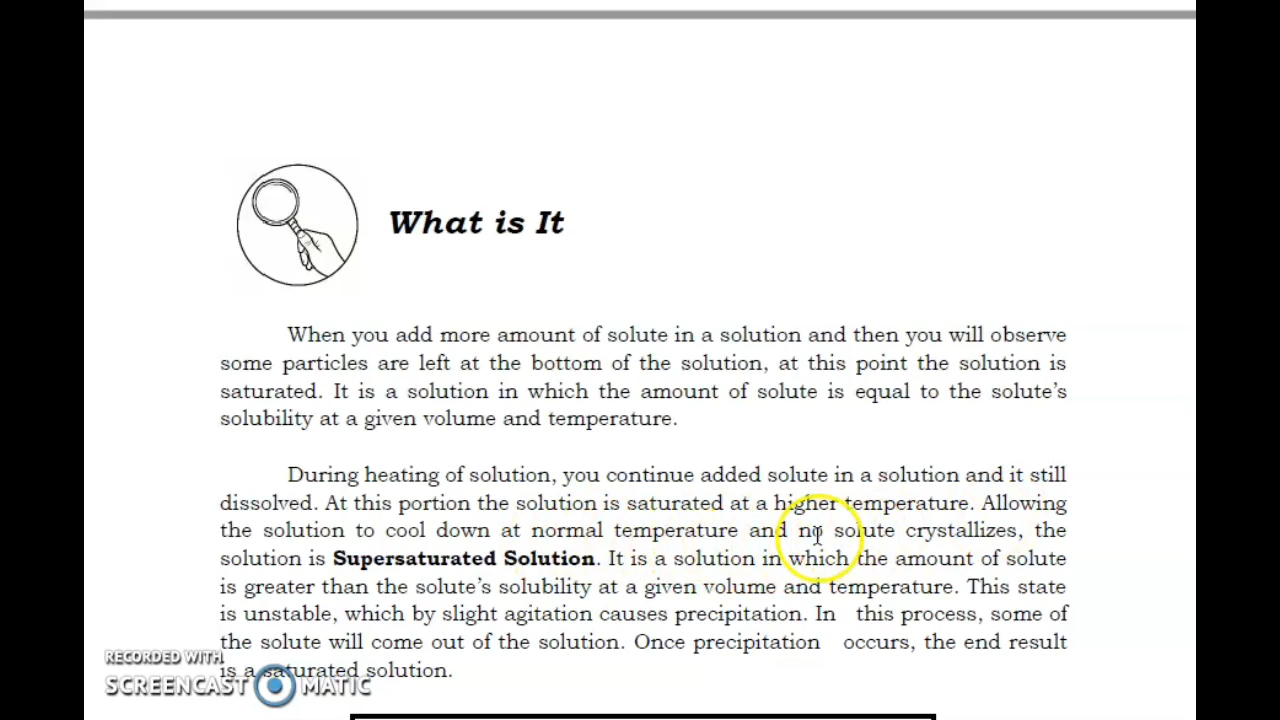 What is It
When you add more amount of solute in a solution and then you will observe
some particles are left at the bottom of the solution, at this point the solution is
saturated. It is a solution in which the amount of solute is equal to the solute's
solubility at a given volume and temperature.
During heating of solution, you continue added solute in a solution and it still
dissolved. At this portion the solution is saturated at a higher temperature. Allowing
the solution to cool down at normal temperature and no solute crystallizes, the
solution is Supersaturated Solution. It is a solution in which the amount of solute
is greater than the solute's solubility at a given volume and temperature. This state
is unstable, which by slight agitation causes precipitation. In this process, some of
the solute will come out of the solution. Once precipitation occurs, the end result
is a saturated solution.
RECORDED WITH
SCREENCAST MATIC